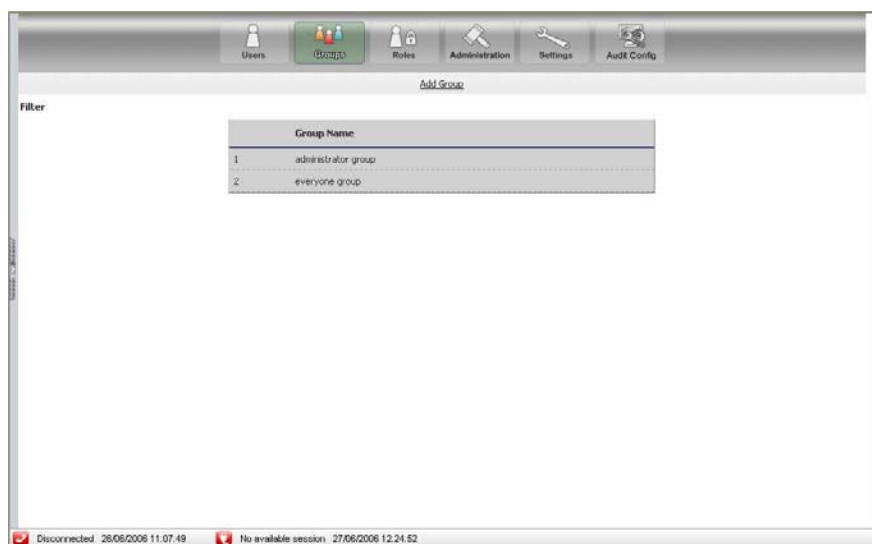 Users Groups Roles Administration Settings Audit Config
Add Group
Filter
Group Name
1 administrator group
2 everyone group
Disconnected 26/06/2006 11.07.49 No available session 27/06/2006 12.24.52